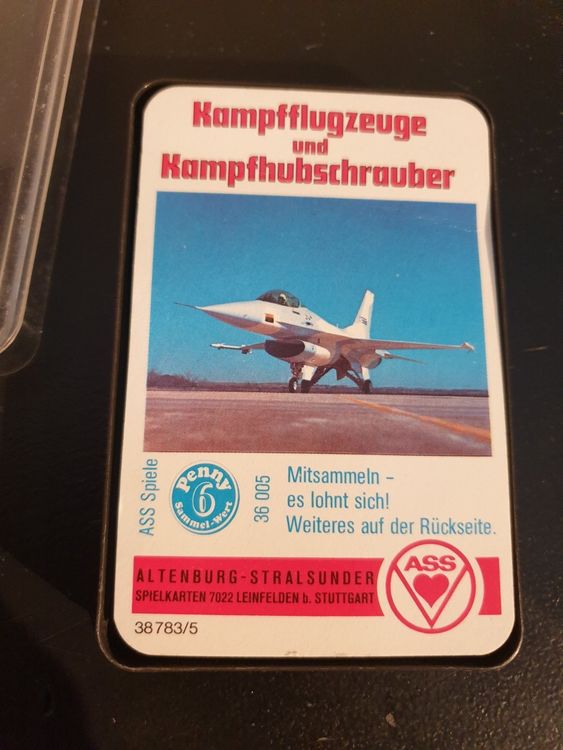 Kampfflugzeuge
und
Kampfhubschrauber
ASS Spiele
Penny
6
Sammel-Wert
36 005
Mitsammeln -
es lohnt sich!
Weiteres auf der Rückseite.
ALTENBURG-STRALSUNDER
SPIELKARTEN 7022 LEINFELDEN b. STUTTGART
ASS
38783/5